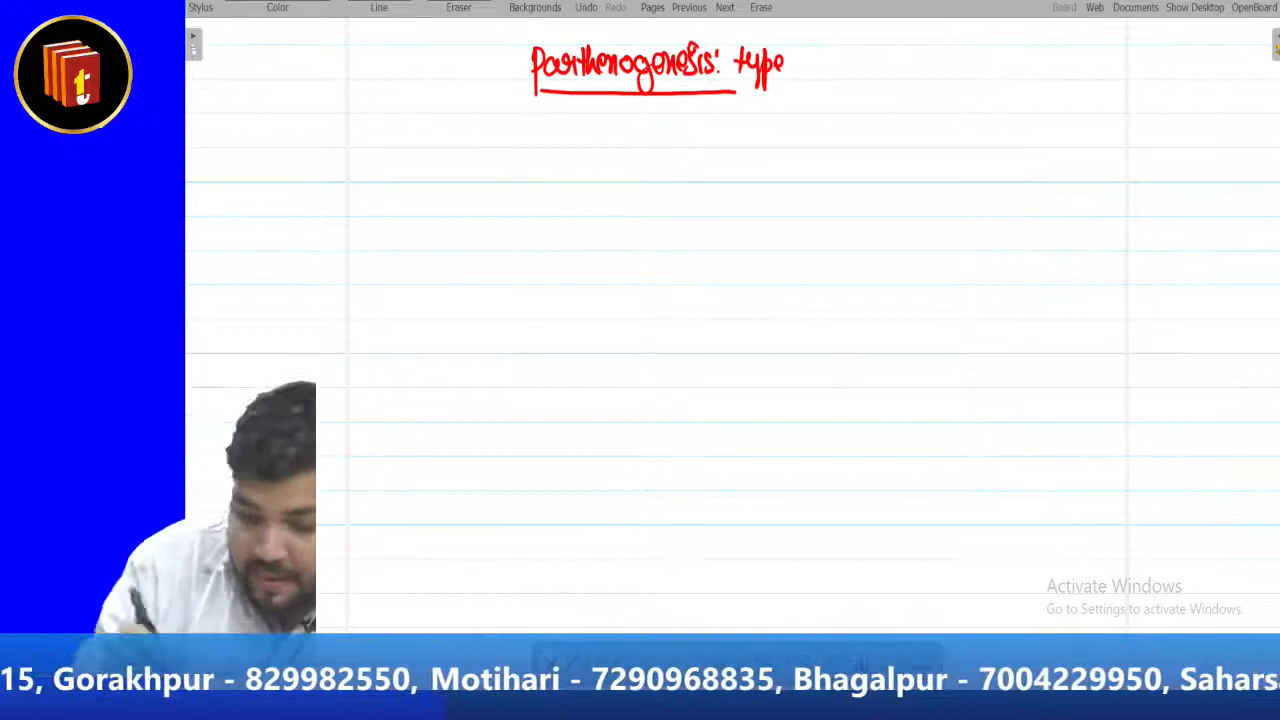 Stylus Color Line Eraser Backgrounds Undo Redo Pages Previous Next Erase Board Web Documents Show Desktop OpenBoard
Parthenogenesis: type
t
Activate Windows
Go to Settings to activate Windows.
15, Gorakhpur - 829982550, Motihari - 7290968835, Bhagalpur - 7004229950, Sahars